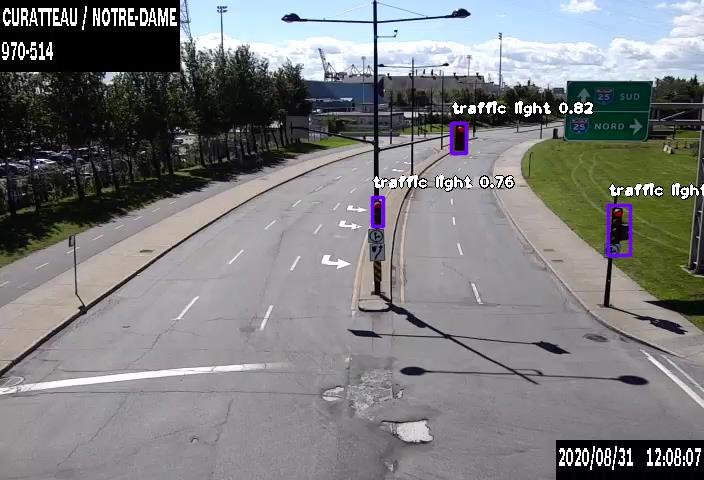 CURATTEAU / NOTRE-DAME
970-514
traffic light 0.82
25 SUD
25 NORD
traffic light 0.76
traffic light
2020/08/31 12:08:07